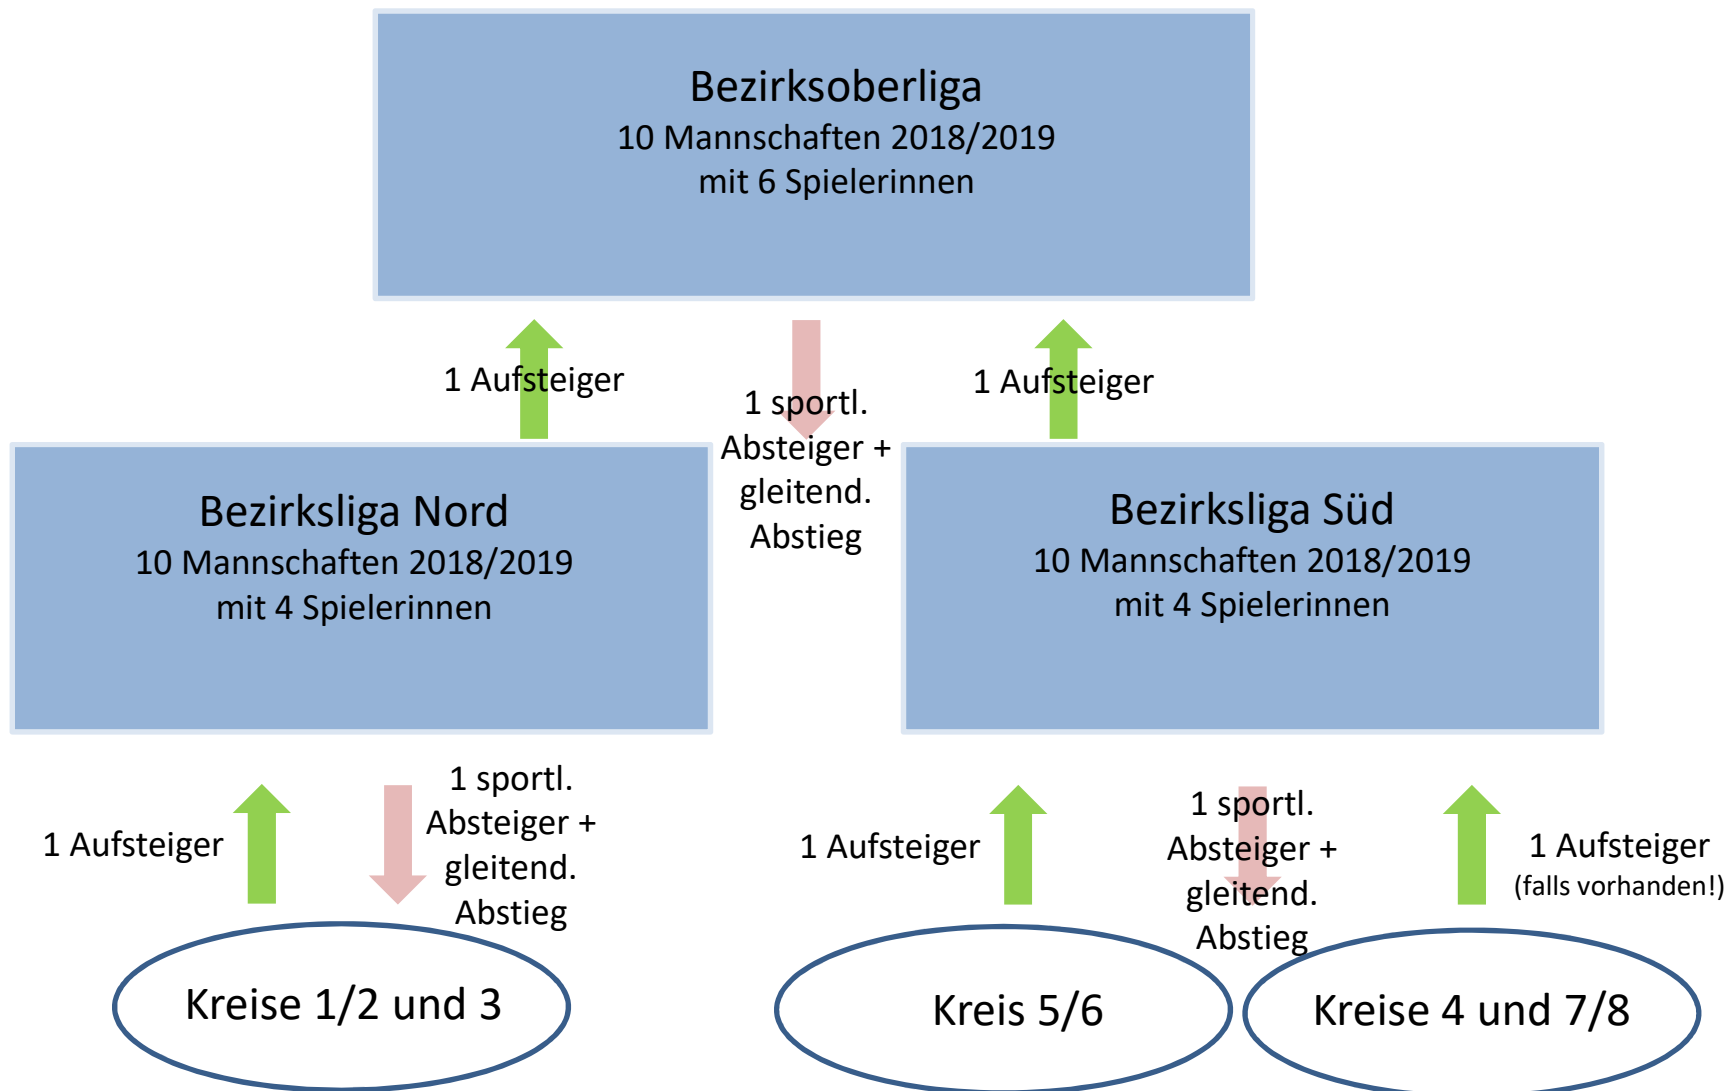 Bezirksoberliga
10 Mannschaften 2018/2019
mit 6 Spielerinnen
1 Aufsteiger
1 sportl.
Absteiger +
gleitend.
Abstieg
1 Aufsteiger
Bezirksliga Nord
10 Mannschaften 2018/2019
mit 4 Spielerinnen
Bezirksliga Süd
10 Mannschaften 2018/2019
mit 4 Spielerinnen
1 Aufsteiger
1 sportl.
Absteiger +
gleitend.
Abstieg
1 Aufsteiger
1 sportl.
Absteiger +
gleitend.
Abstieg
1 Aufsteiger
(falls vorhanden!)
Kreise 1/2 und 3
Kreis 5/6
Kreise 4 und 7/8